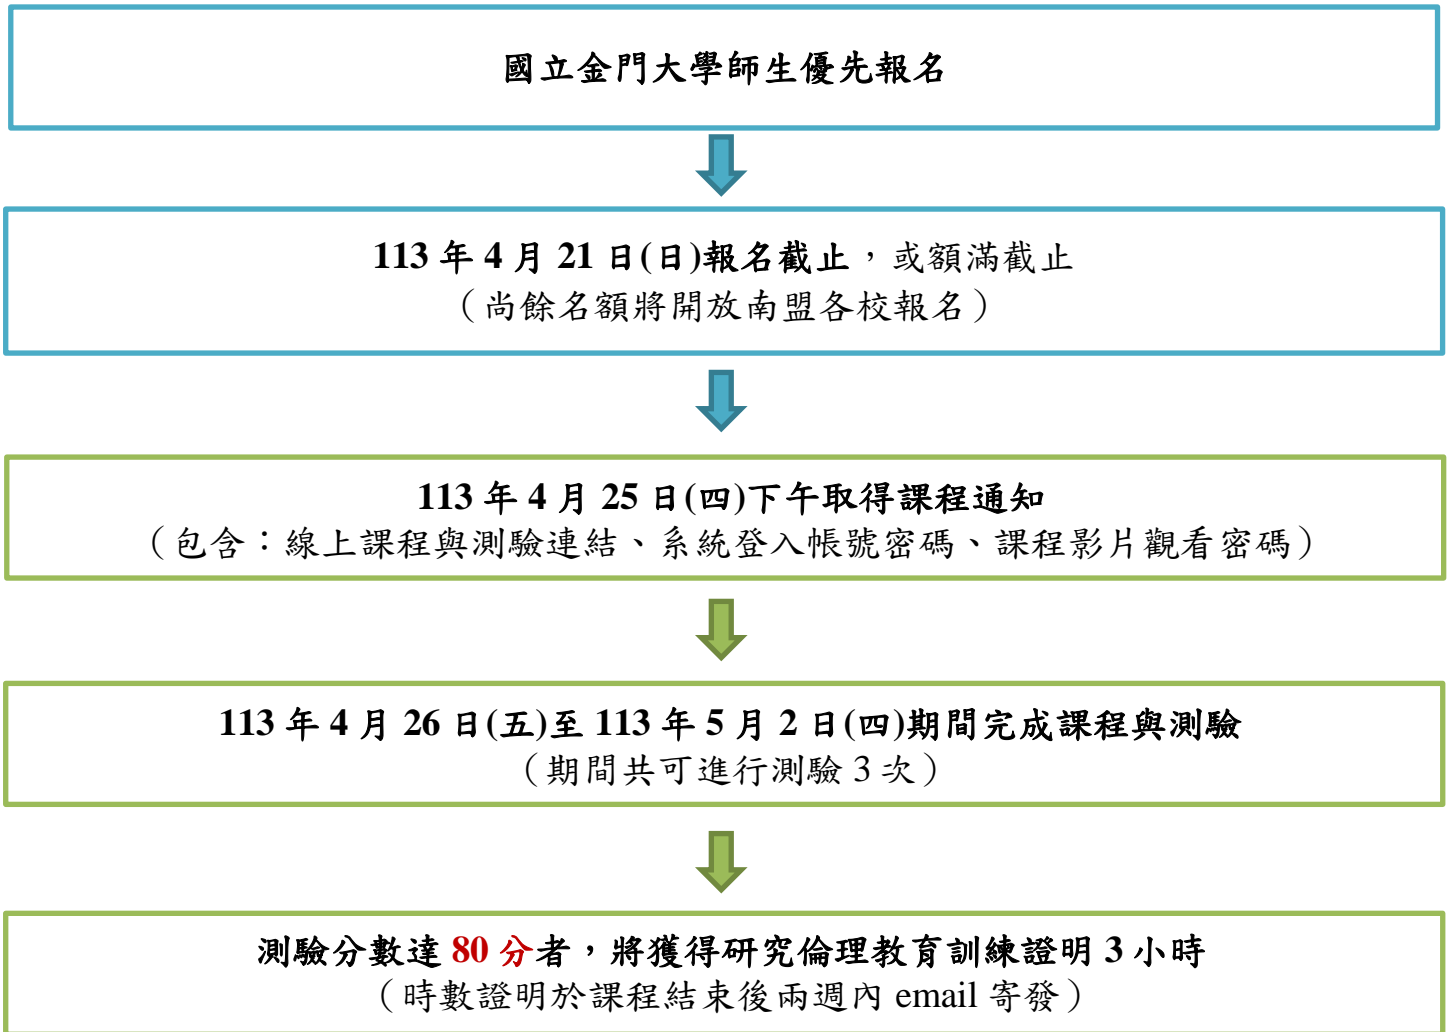 國立金門大學師生優先報名
113 年 4 月 21 日(日)報名截止，或額滿截止
（尚餘名額將開放南盟各校報名）
113 年 4 月 25 日(四)下午取得課程通知
（包含：線上課程與測驗連結、系統登入帳號密碼、課程影片觀看密碼）
113 年 4 月 26 日(五)至 113 年 5 月 2 日(四)期間完成課程與測驗
（期間共可進行測驗 3 次）
測驗分數達 80 分者，將獲得研究倫理教育訓練證明 3 小時
（時數證明於課程結束後兩週內 email 寄發）